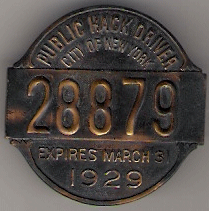 PUBLIC HACK DRIVER
CITY OF NEW YORK
28879
EXPIRES MARCH 31
1929